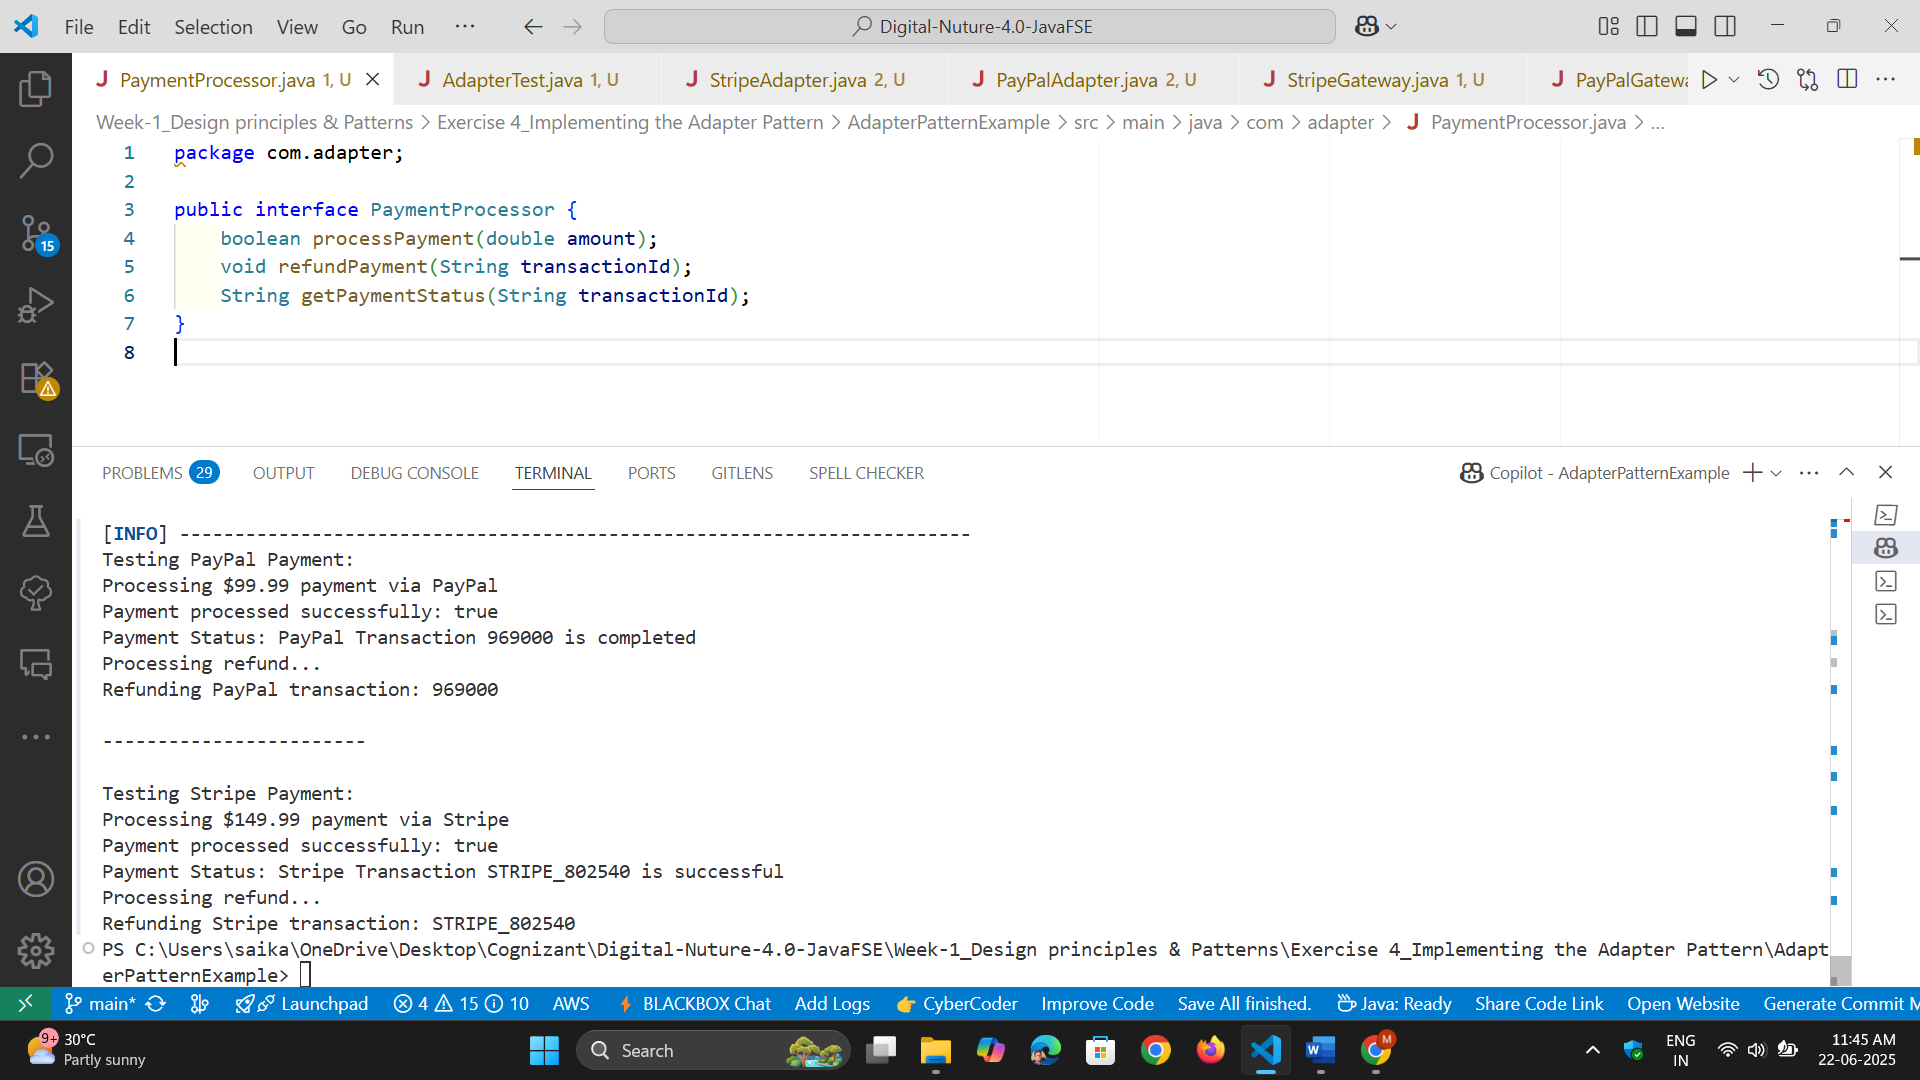 File Edit Selection View Go Run ··· Digital-Nuture-4.0-JavaFSE
J PaymentProcessor.java 1, U J AdapterTest.java 1, U J StripeAdapter.java 2, U J PayPalAdapter.java 2, U J StripeGateway.java 1, U J PayPalGatewa
Week-1_Design principles & Patterns > Exercise 4_Implementing the Adapter Pattern > AdapterPatternExample > src > main > java > com > adapter > J PaymentProcessor.java > ...
1 package com.adapter;
2
3 public interface PaymentProcessor {
4 boolean processPayment(double amount);
5 void refundPayment(String transactionId);
6 String getPaymentStatus(String transactionId);
7 }
8
15
PROBLEMS 29 OUTPUT DEBUG CONSOLE TERMINAL PORTS GITLENS SPELL CHECKER Copilot - AdapterPatternExample
[INFO] ------------------------------------------------------------------------
Testing PayPal Payment:
Processing $99.99 payment via PayPal
Payment processed successfully: true
Payment Status: PayPal Transaction 969000 is completed
Processing refund...
Refunding PayPal transaction: 969000
------------------------
Testing Stripe Payment:
Processing $149.99 payment via Stripe
Payment processed successfully: true
Payment Status: Stripe Transaction STRIPE_802540 is successful
Processing refund...
Refunding Stripe transaction: STRIPE_802540
PS C:\Users\saika\OneDrive\Desktop\Cognizant\Digital-Nuture-4.0-JavaFSE\Week-1_Design principles & Patterns\Exercise 4_Implementing the Adapter Pattern\Adapt
erPatternExample>
main* Launchpad 4 15 10 AWS BLACKBOX Chat Add Logs CyberCoder Improve Code Save All finished. Java: Ready Share Code Link Open Website Generate Commit M
9+ 30°C
Partly sunny
Search
M
ENG
IN
11:45 AM
22-06-2025